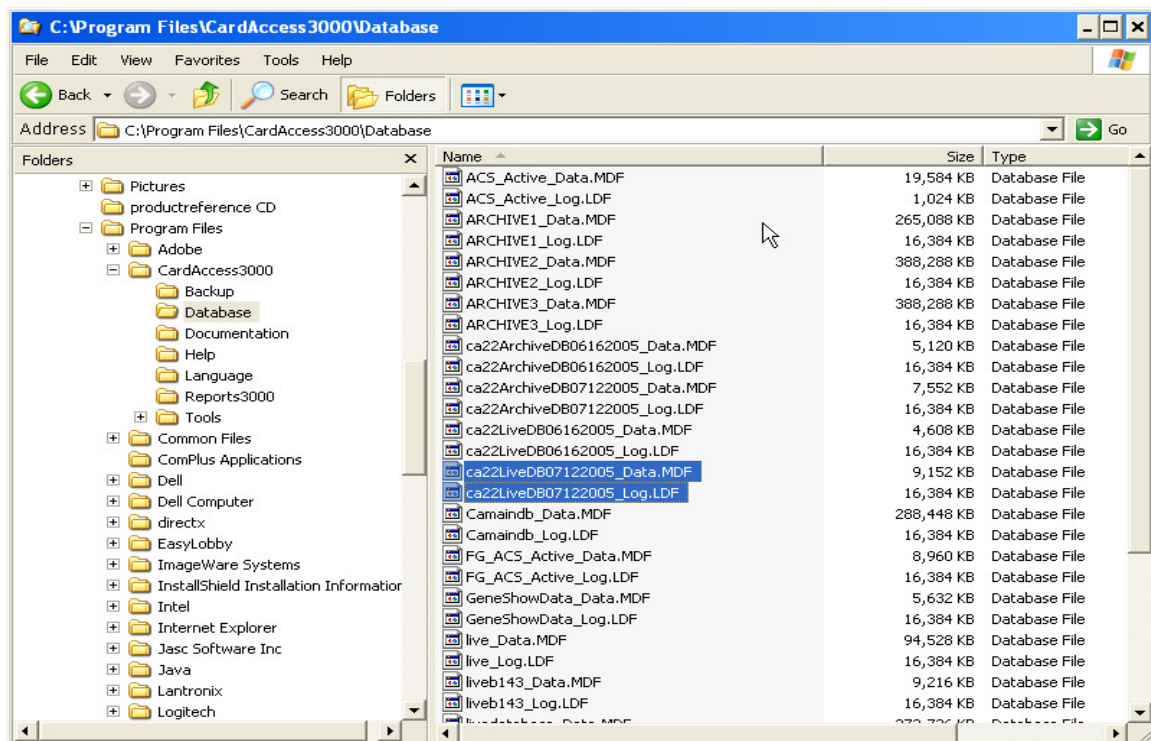 C:\Program Files\CardAccess3000\Database
File Edit View Favorites Tools Help
Back Search Folders
Address C:\Program Files\CardAccess3000\Database Go
Folders
Pictures
productreference CD
Program Files
Adobe
CardAccess3000
Backup
Database
Documentation
Help
Language
Reports3000
Tools
Common Files
ComPlus Applications
Dell
Dell Computer
directx
EasyLobby
ImageWare Systems
InstallShield Installation Information
Intel
Internet Explorer
Jasc Software Inc
Java
Lantronix
Logitech
Name Size Type
ACS_Active_Data.MDF 19,584 KB Database File
ACS_Active_Log.LDF 1,024 KB Database File
ARCHIVE1_Data.MDF 265,088 KB Database File
ARCHIVE1_Log.LDF 16,384 KB Database File
ARCHIVE2_Data.MDF 388,288 KB Database File
ARCHIVE2_Log.LDF 16,384 KB Database File
ARCHIVE3_Data.MDF 388,288 KB Database File
ARCHIVE3_Log.LDF 16,384 KB Database File
ca22ArchiveDB06162005_Data.MDF 5,120 KB Database File
ca22ArchiveDB06162005_Log.LDF 16,384 KB Database File
ca22ArchiveDB07122005_Data.MDF 7,552 KB Database File
ca22ArchiveDB07122005_Log.LDF 16,384 KB Database File
ca22LiveDB06162005_Data.MDF 4,608 KB Database File
ca22LiveDB06162005_Log.LDF 16,384 KB Database File
ca22LiveDB07122005_Data.MDF 9,152 KB Database File
ca22LiveDB07122005_Log.LDF 16,384 KB Database File
Camaindb_Data.MDF 288,448 KB Database File
Camaindb_Log.LDF 16,384 KB Database File
FG_ACS_Active_Data.MDF 8,960 KB Database File
FG_ACS_Active_Log.LDF 16,384 KB Database File
GeneShowData_Data.MDF 5,632 KB Database File
GeneShowData_Log.LDF 16,384 KB Database File
live_Data.MDF 94,528 KB Database File
live_Log.LDF 16,384 KB Database File
liveb143_Data.MDF 9,216 KB Database File
liveb143_Log.LDF 16,384 KB Database File